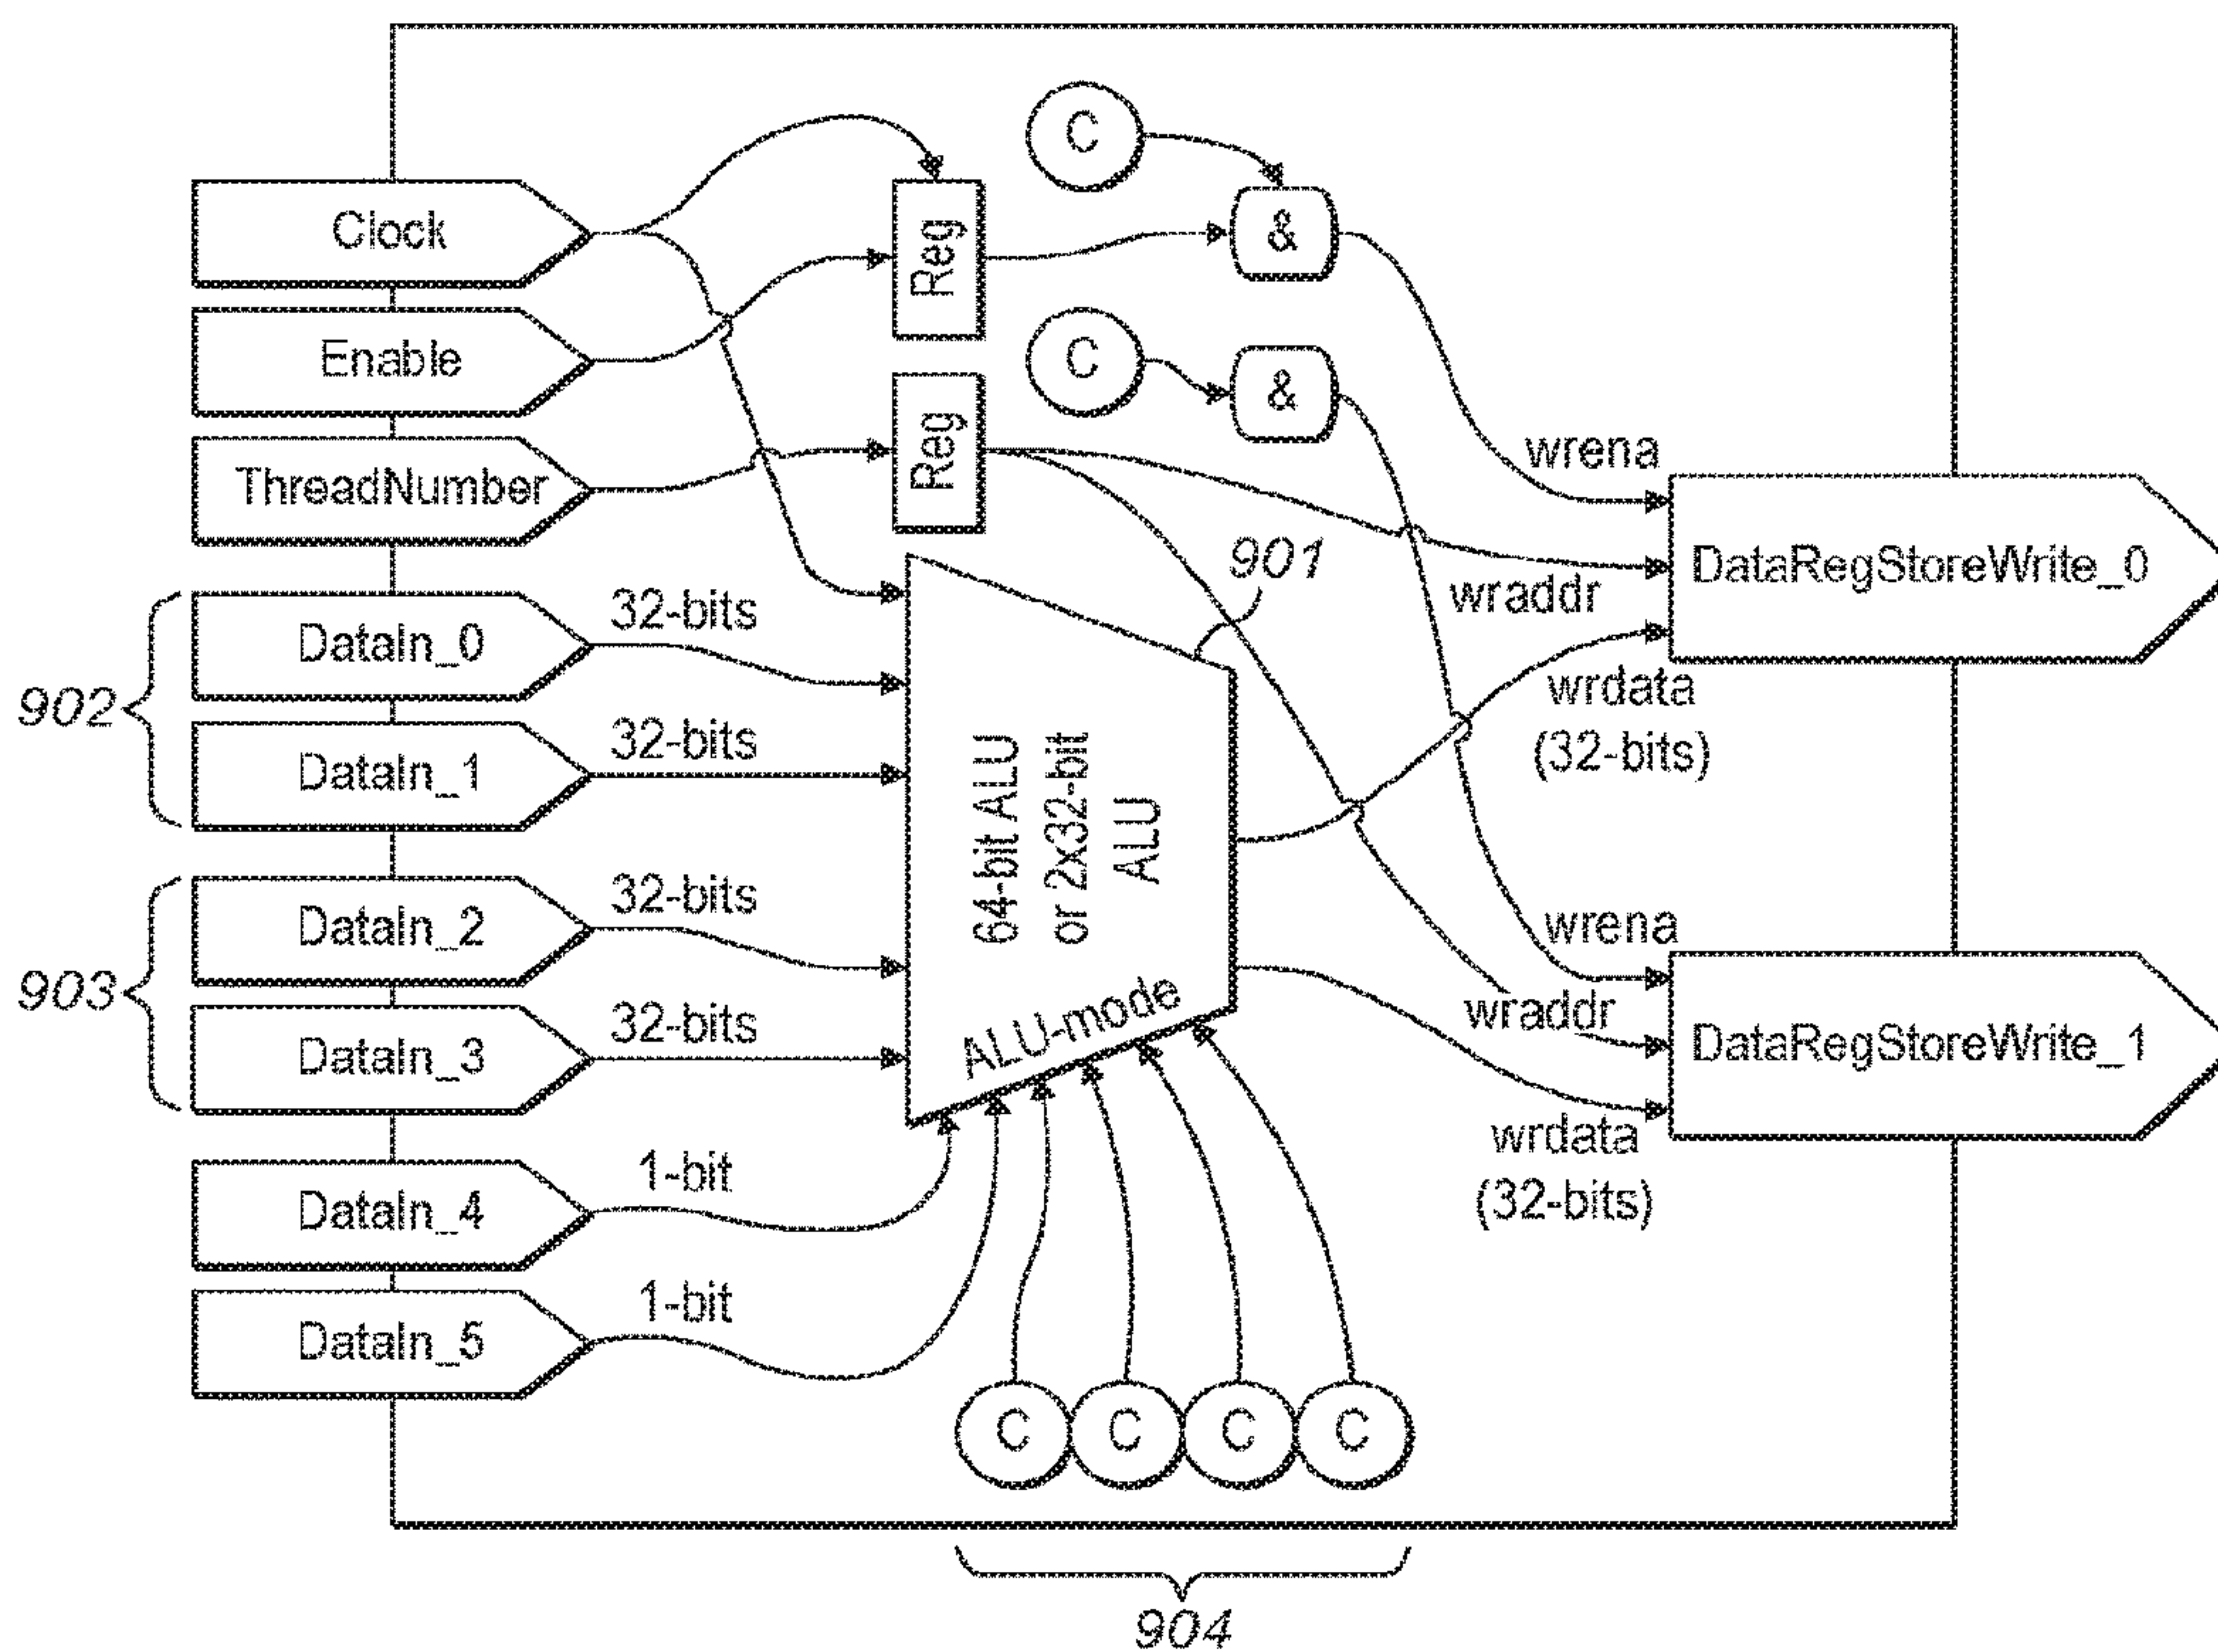 C
Clock
Reg
&
Enable
C
&
ThreadNumber
Reg
wrena
901
DataRegStoreWrite_0
wraddr
32-bits
DataIn_0
902
wrdata
(32-bits)
32-bits
DataIn_1
64-bit ALU
or 2x32-bit
ALU
32-bits
DataIn_2
wrena
903
ALU-mode
wraddr
32-bits
DataIn_3
DataRegStoreWrite_1
wrdata
(32-bits)
1-bit
DataIn_4
1-bit
DataIn_5
C C C C
904